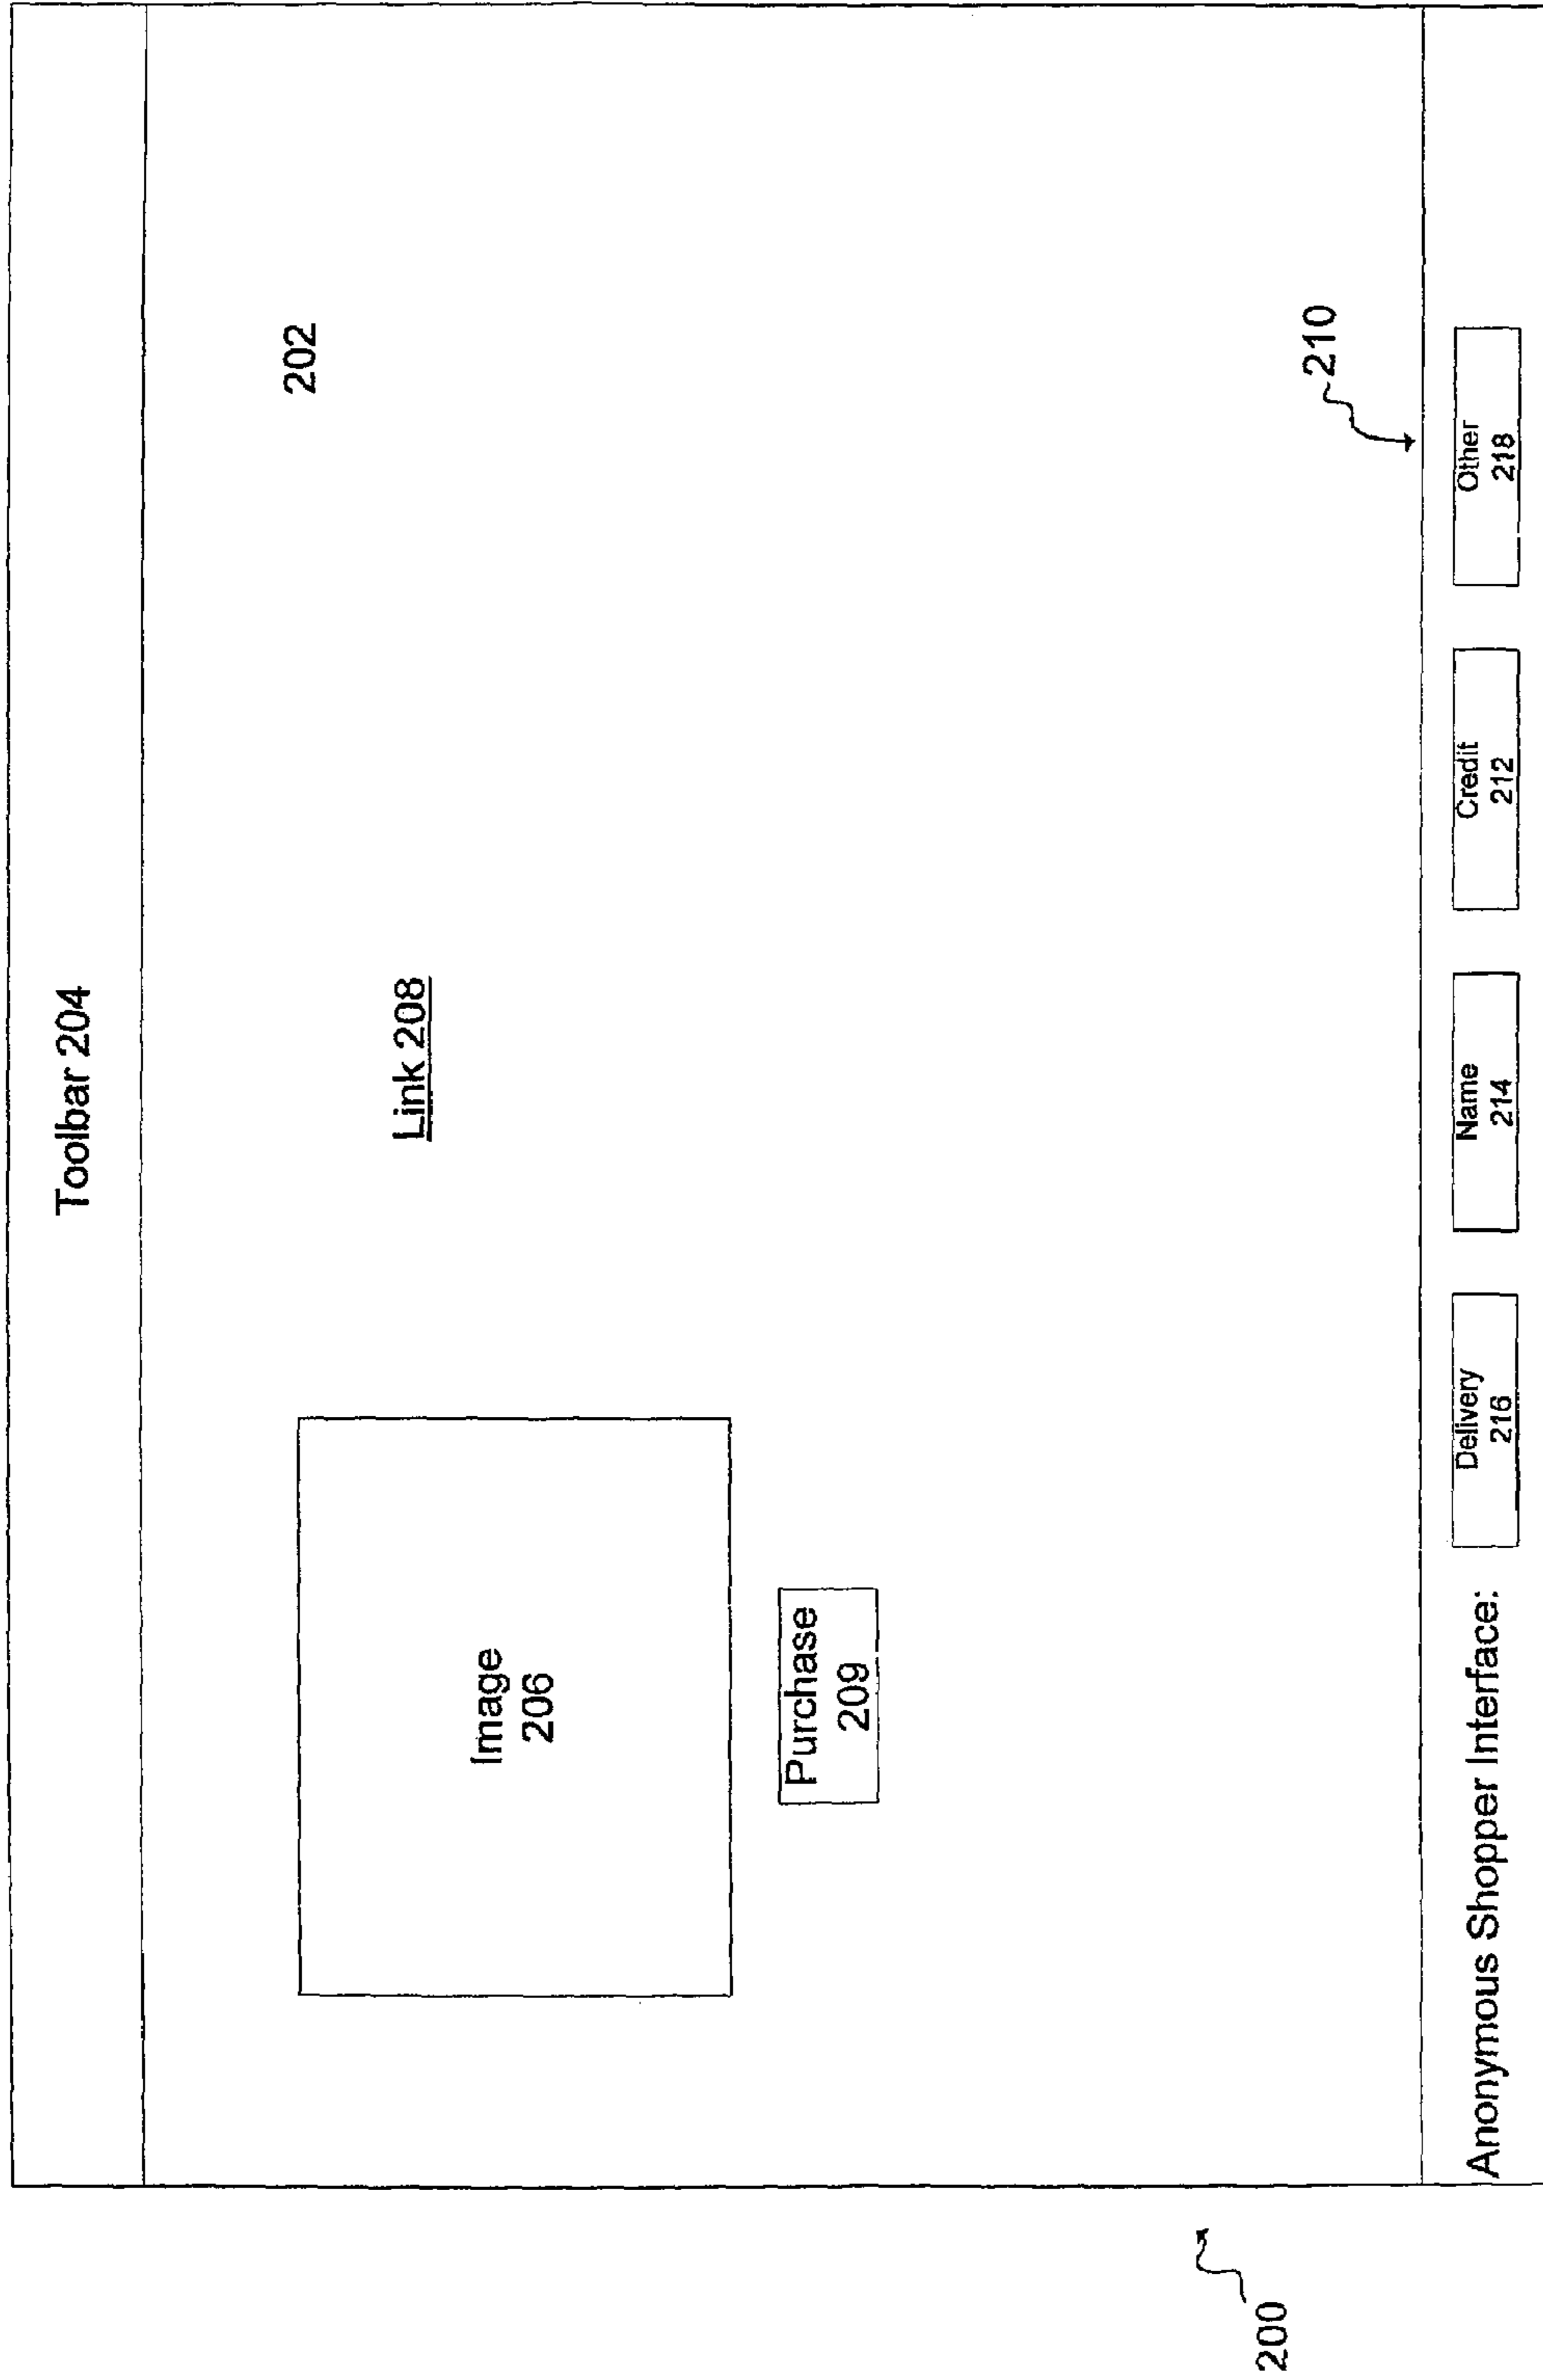 Toolbar 204
202
Link 208
Image
206
Purchase
209
210
Anonymous Shopper Interface:
Delivery
216
Name
214
Credit
212
Other
218
200